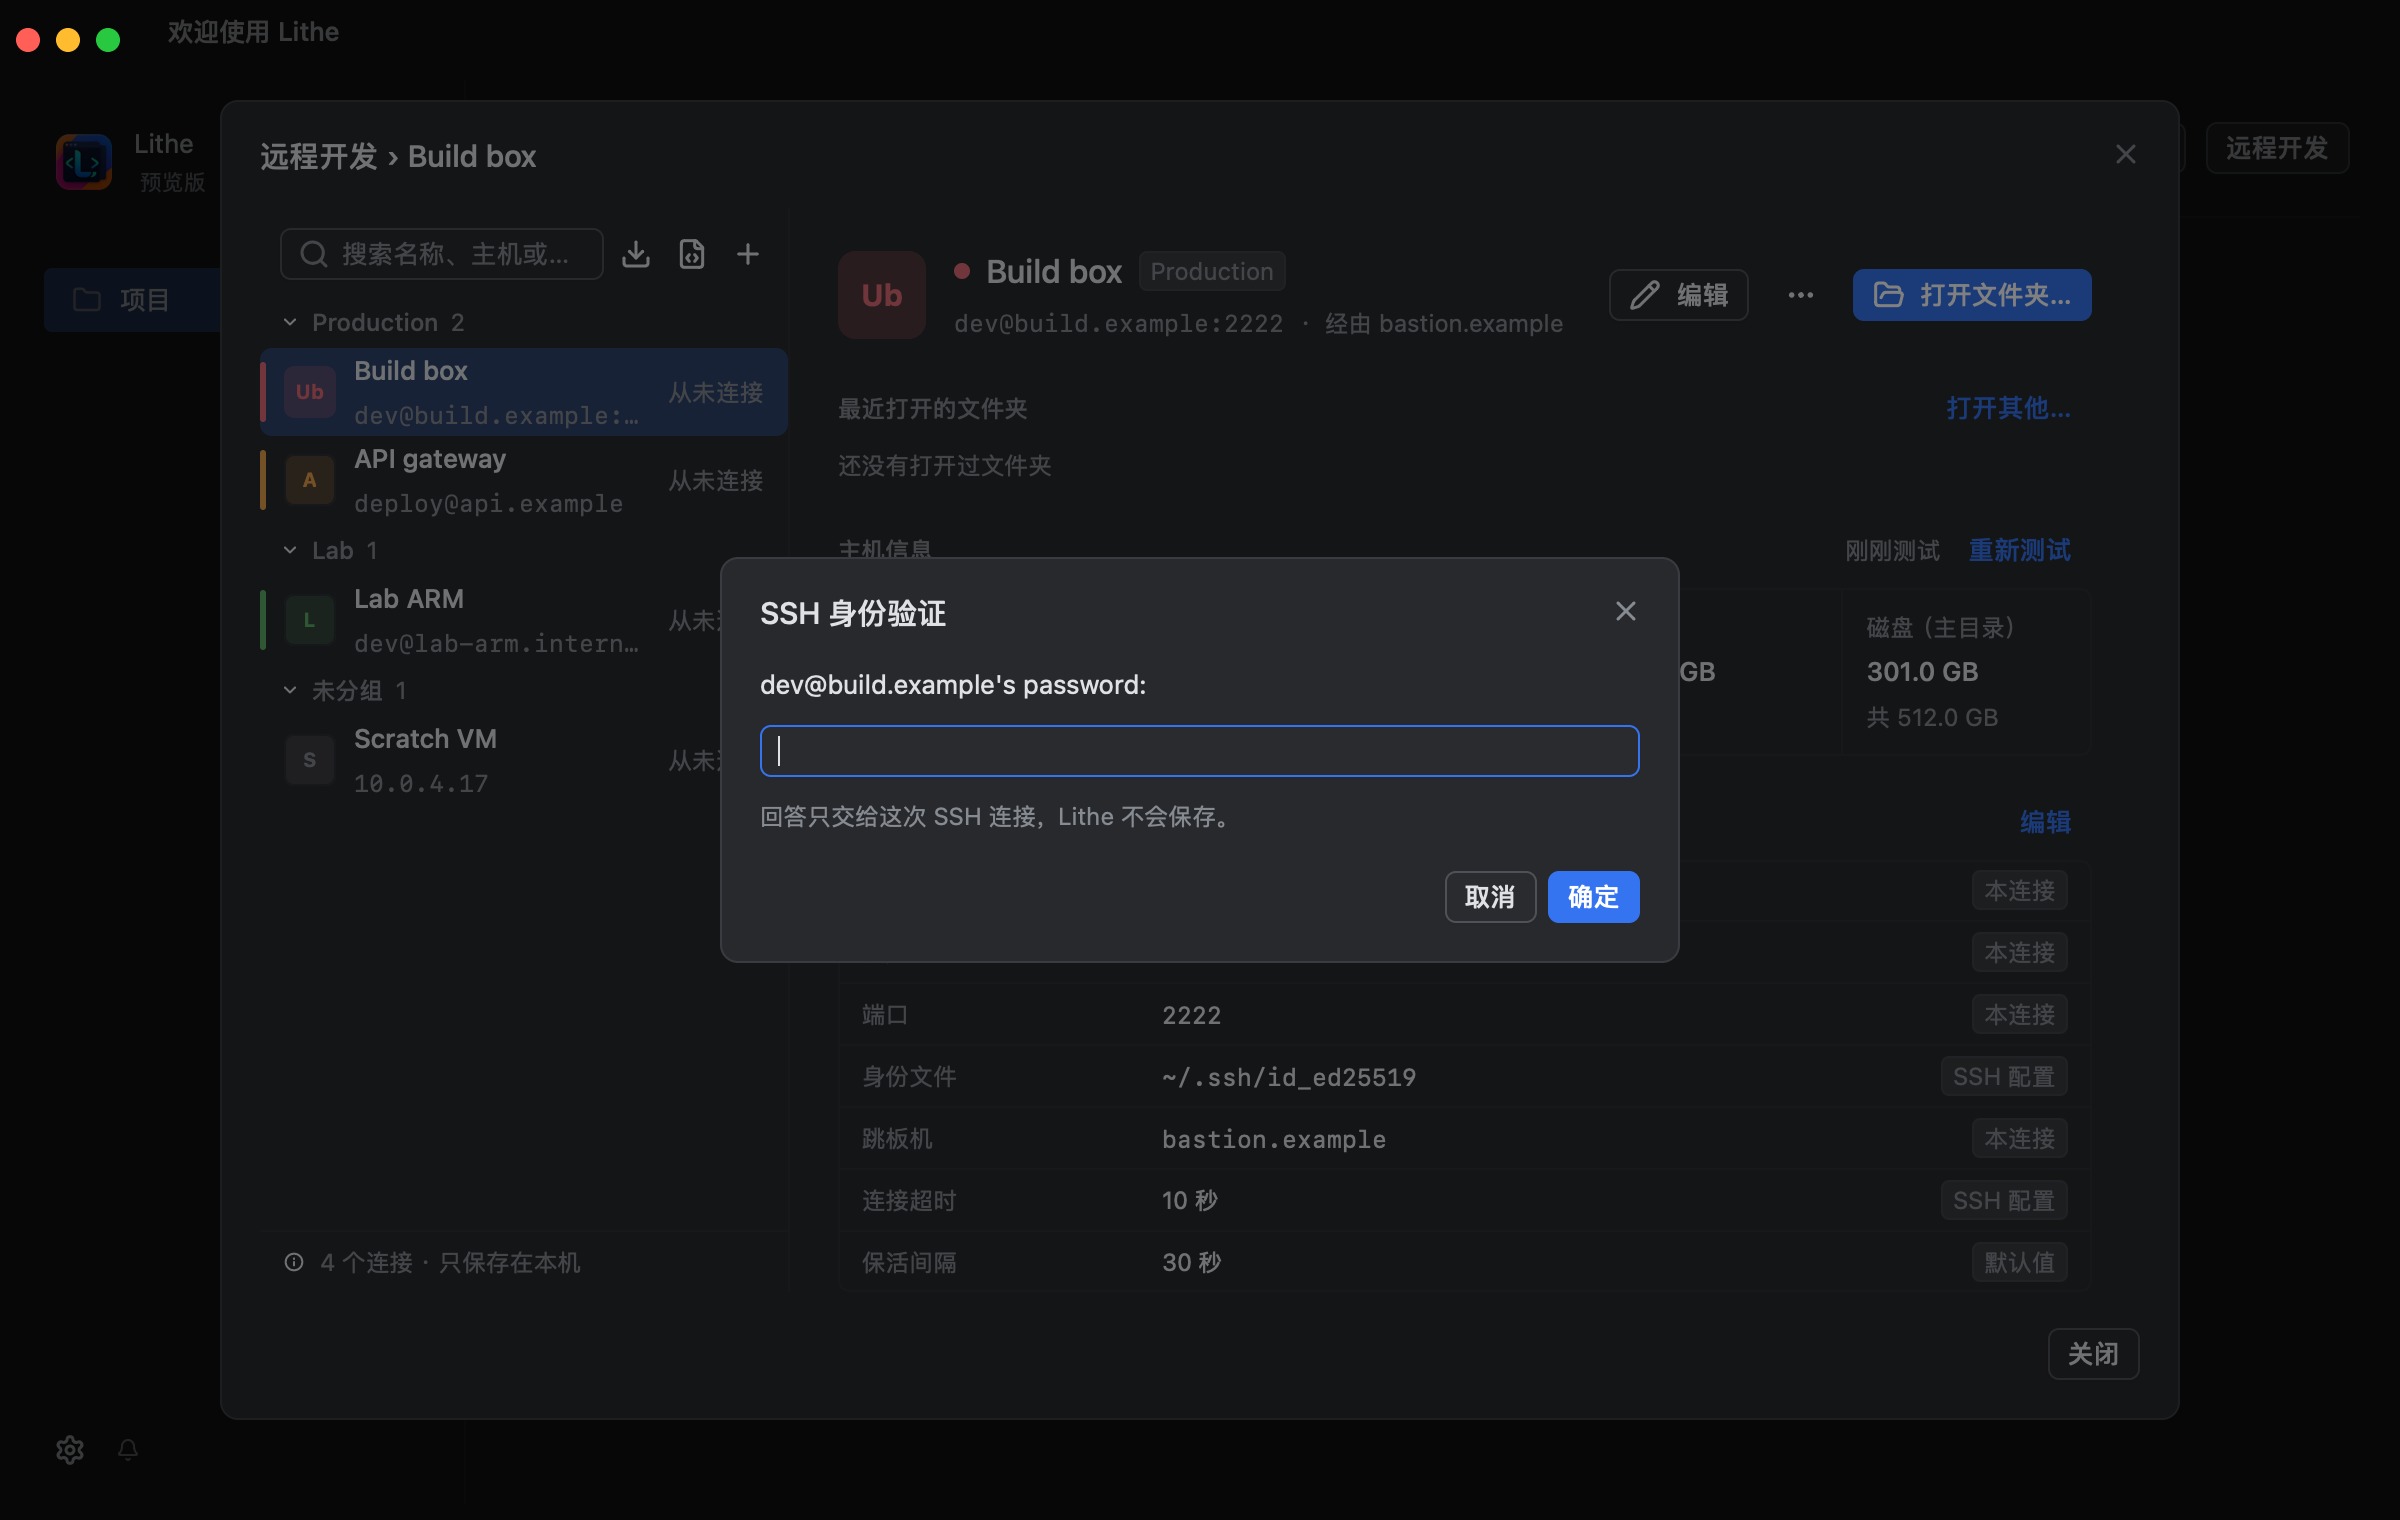 欢迎使用 Lithe
Lithe
预览版
远程开发
项目
远程开发 › Build box
搜索名称、主机或...
Production 2
Ub
Build box
dev@build.example:…
从未连接
A
API gateway
deploy@api.example
从未连接
Lab 1
L
Lab ARM
dev@lab-arm.intern…
从未
未分组 1
S
Scratch VM
10.0.4.17
从未
4 个连接 · 只保存在本机
Ub
Build box
Production
dev@build.example:2222 · 经由 bastion.example
编辑
打开文件夹...
最近打开的文件夹
打开其他...
还没有打开过文件夹
主机信息
刚刚测试
重新测试
GB
磁盘（主目录）
301.0 GB
共 512.0 GB
编辑
本连接
本连接
端口
2222
本连接
身份文件
~/.ssh/id_ed25519
SSH 配置
跳板机
bastion.example
本连接
连接超时
10 秒
SSH 配置
保活间隔
30 秒
默认值
关闭
SSH 身份验证
dev@build.example's password:
回答只交给这次 SSH 连接，Lithe 不会保存。
取消
确定